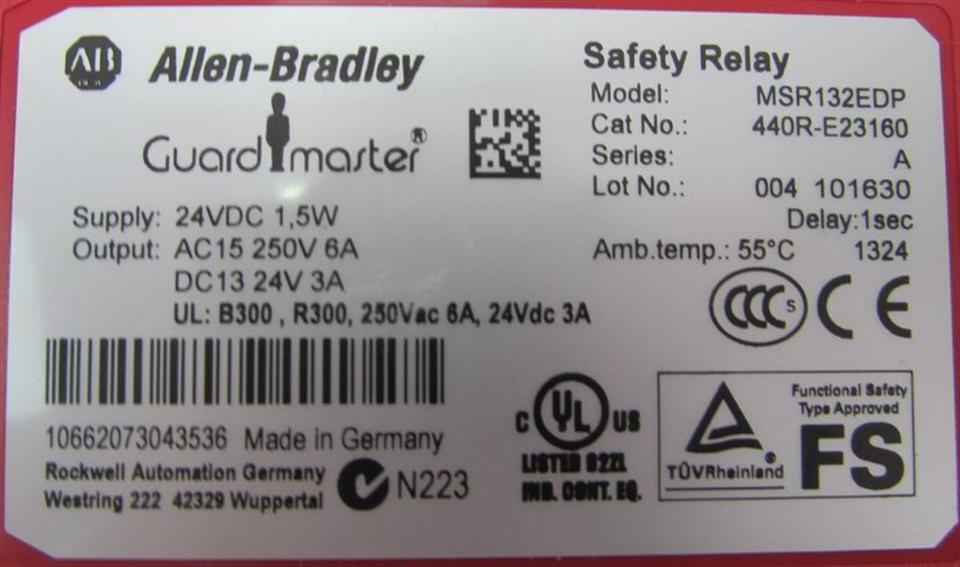 AB
Allen-Bradley
Guardmaster®
Safety Relay
Model: MSR132EDP
Cat No.: 440R-E23160
Series: A
Lot No.: 004 101630
Delay:1sec
Amb.temp.: 55°C 1324
Supply: 24VDC 1,5W
Output: AC15 250V 6A
DC13 24V 3A
UL: B300 , R300, 250Vac 6A, 24Vdc 3A
CCC S CE
10662073043536 Made in Germany
Rockwell Automation Germany
Westring 222 42329 Wuppertal
N223
C UL US
LISTED 62ZL
IND. CONT. EQ.
TÜVRheinland
Functional Safety
Type Approved
FS